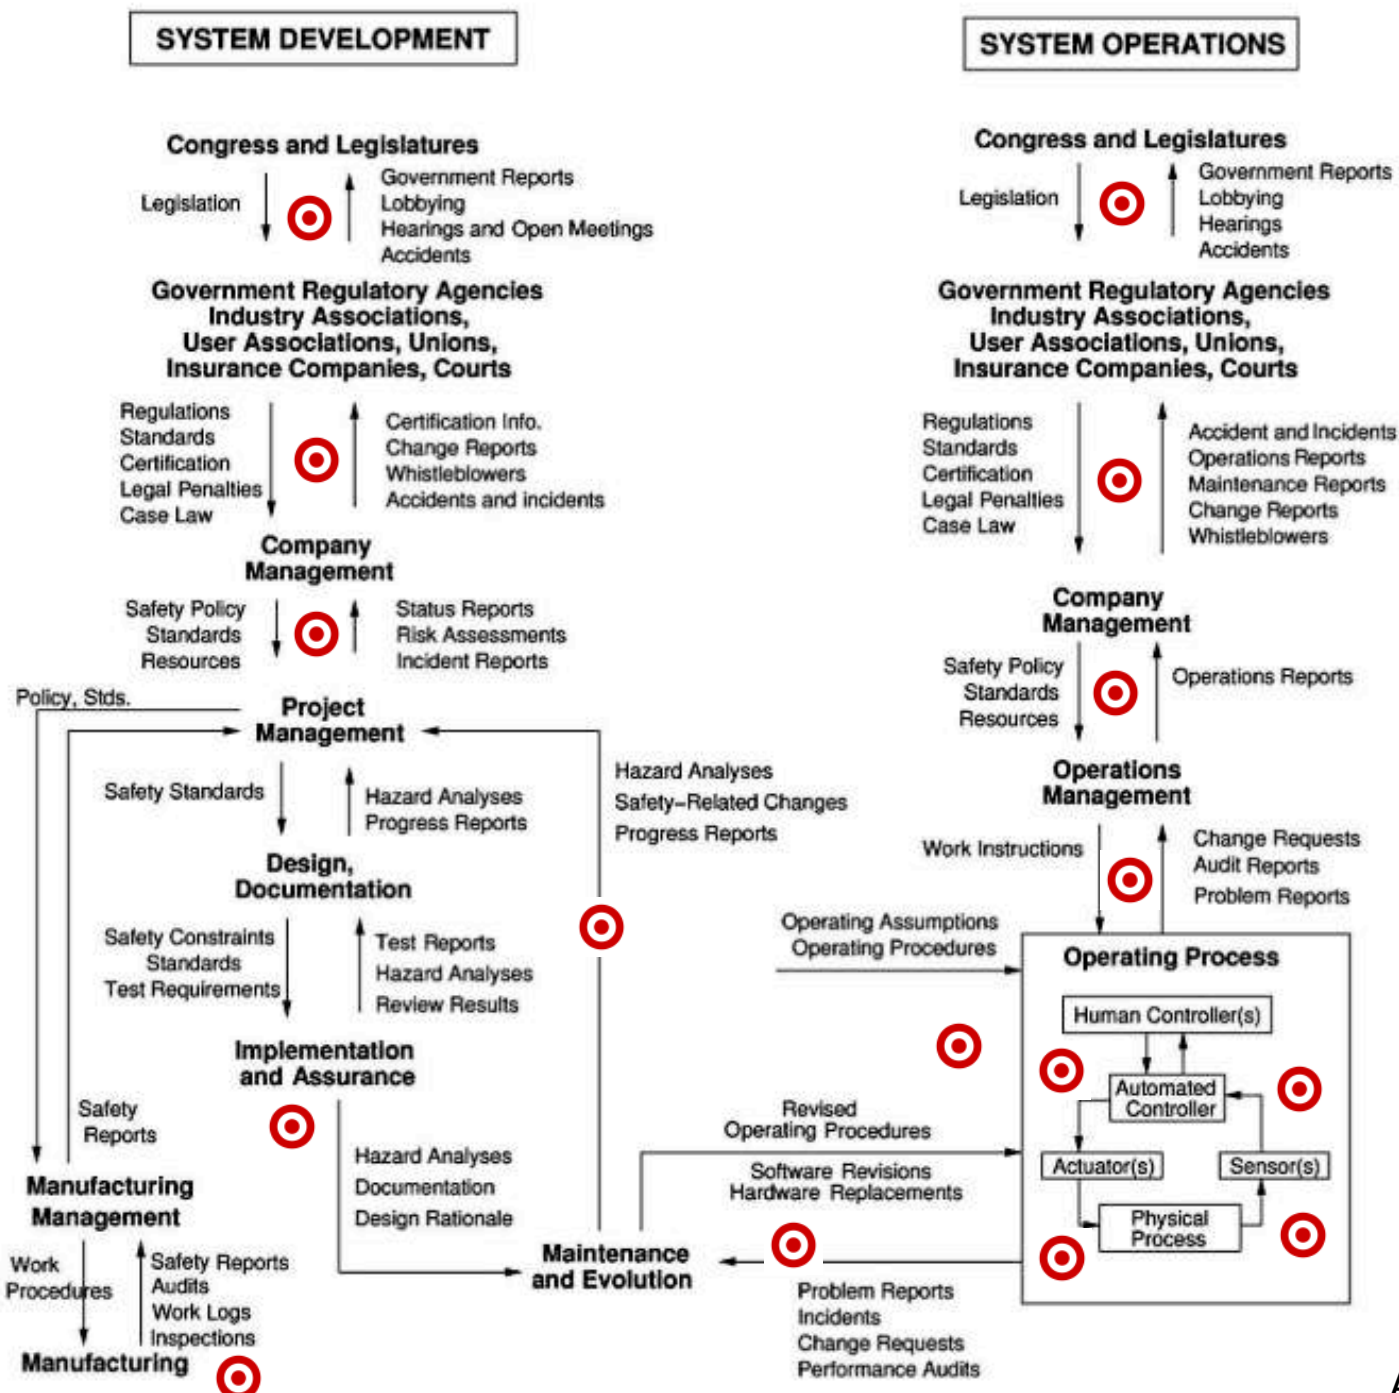 SYSTEM DEVELOPMENT
Congress and Legislatures
Legislation
Government Reports
Lobbying
Hearings and Open Meetings
Accidents
Government Regulatory Agencies
Industry Associations,
User Associations, Unions,
Insurance Companies, Courts
Regulations
Standards
Certification
Legal Penalties
Case Law
Certification Info.
Change Reports
Whistleblowers
Accidents and incidents
Company
Management
Safety Policy
Standards
Resources
Status Reports
Risk Assessments
Incident Reports
Policy, Stds.
Project
Management
Safety Standards
Hazard Analyses
Progress Reports
Hazard Analyses
Safety-Related Changes
Progress Reports
Design,
Documentation
Safety Constraints
Standards
Test Requirements
Test Reports
Hazard Analyses
Review Results
Implementation
and Assurance
Safety
Reports
Hazard Analyses
Documentation
Design Rationale
Manufacturing
Management
Work
Procedures
Safety Reports
Audits
Work Logs
Inspections
Manufacturing
Maintenance
and Evolution
SYSTEM OPERATIONS
Congress and Legislatures
Legislation
Government Reports
Lobbying
Hearings
Accidents
Government Regulatory Agencies
Industry Associations,
User Associations, Unions,
Insurance Companies, Courts
Regulations
Standards
Certification
Legal Penalties
Case Law
Accident and Incidents
Operations Reports
Maintenance Reports
Change Reports
Whistleblowers
Company
Management
Safety Policy
Standards
Resources
Operations Reports
Operations
Management
Work Instructions
Change Requests
Audit Reports
Problem Reports
Operating Assumptions
Operating Procedures
Operating Process
Human Controller(s)
Automated
Controller
Actuator(s)
Sensor(s)
Physical
Process
Revised
Operating Procedures
Software Revisions
Hardware Replacements
Problem Reports
Incidents
Change Requests
Performance Audits